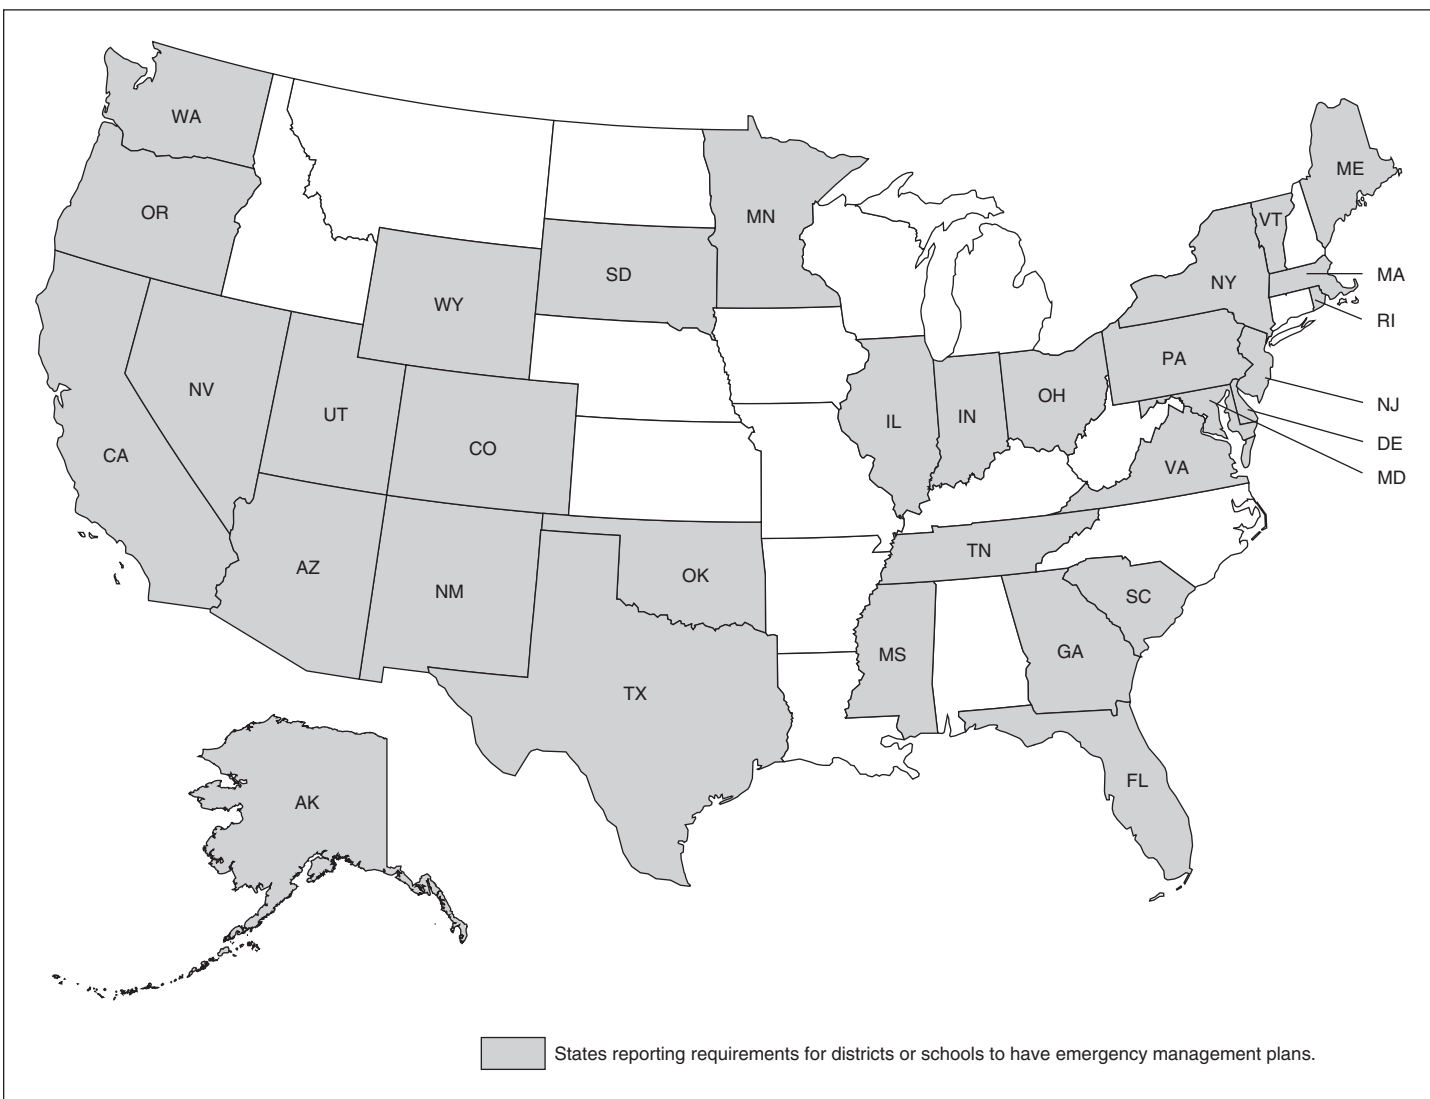 WA
ME
OR
MN
VT
SD
MA
NY
WY
RI
PA
NV
OH
NJ
UT
IL
IN
CO
DE
CA
VA
MD
TN
AZ
OK
NM
SC
MS
GA
TX
FL
AK
States reporting requirements for districts or schools to have emergency management plans.